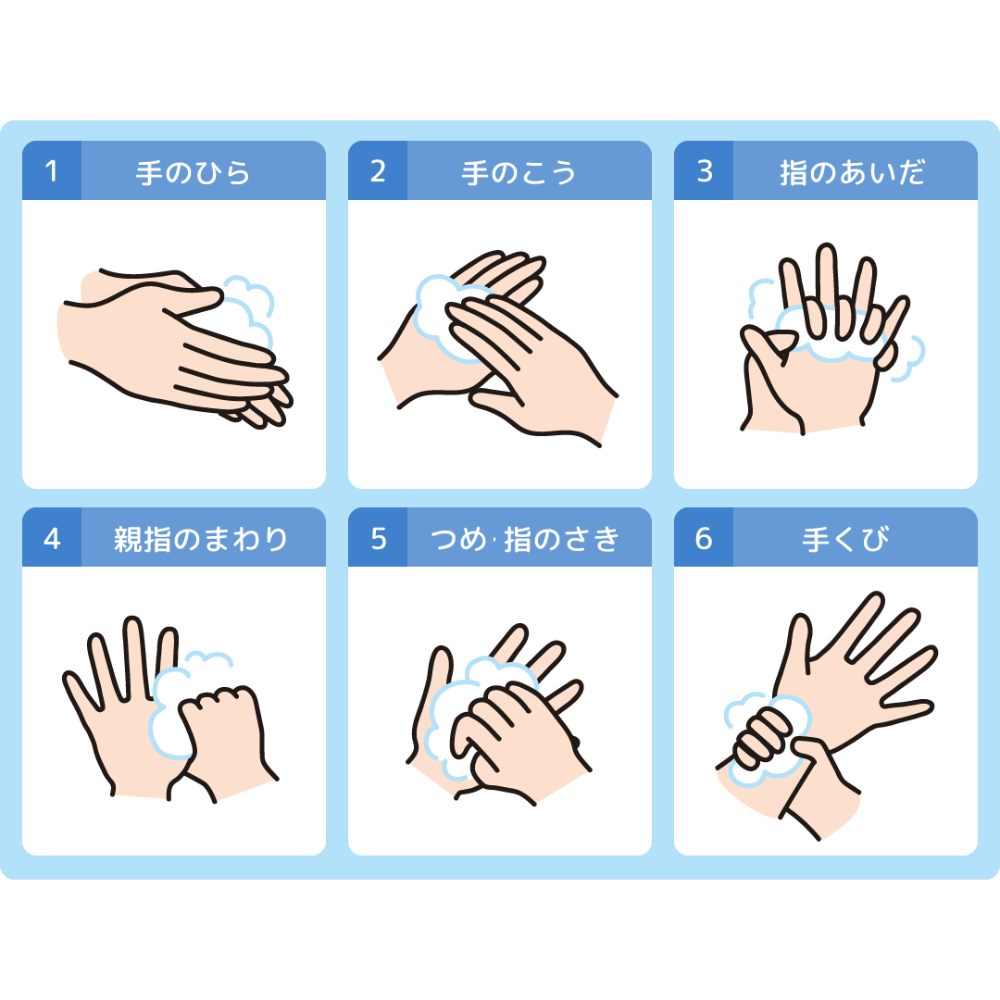 1 手のひら
2 手のこう
3 指のあいだ
4 親指のまわり
5 つめ·指のさき
6 手くび